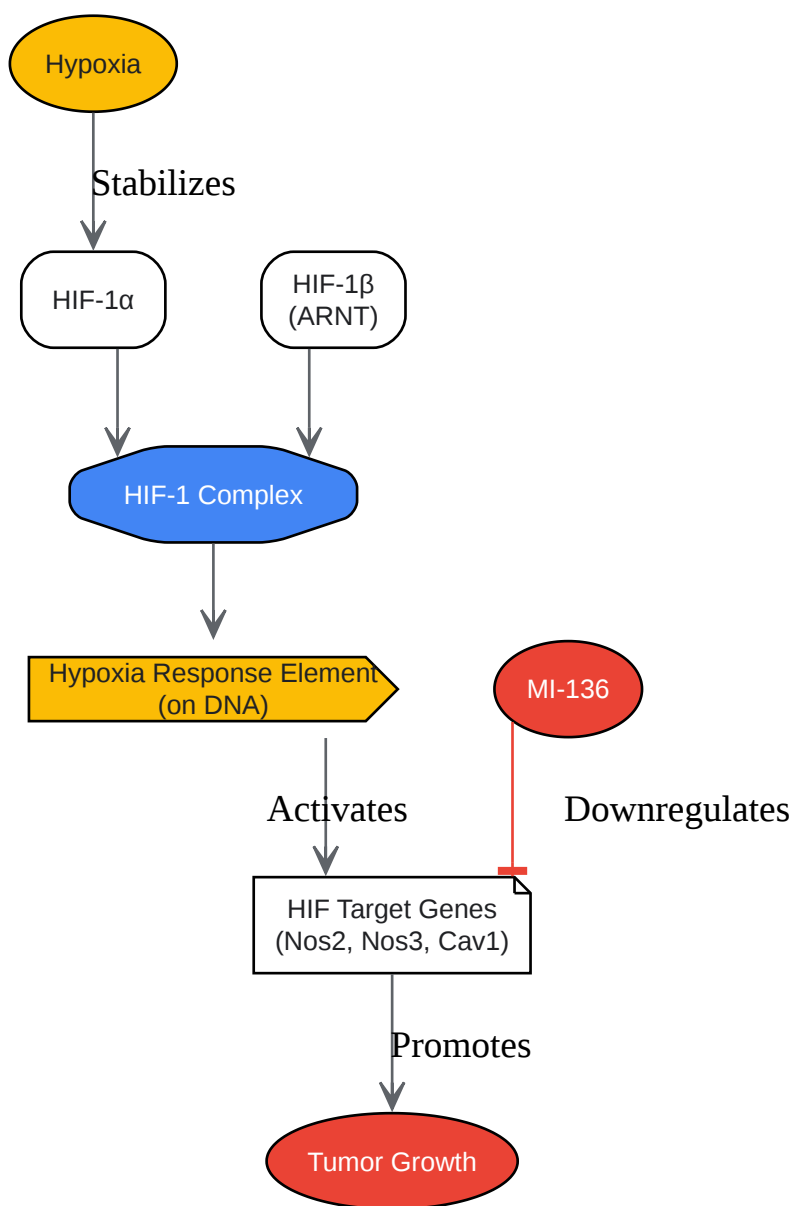 Hypoxia
Stabilizes
HIF-1α
HIF-1β
(ARNT)
HIF-1 Complex
Hypoxia Response Element
(on DNA)
MI-136
Activates
Downregulates
HIF Target Genes
(Nos2, Nos3, Cav1)
Promotes
Tumor Growth